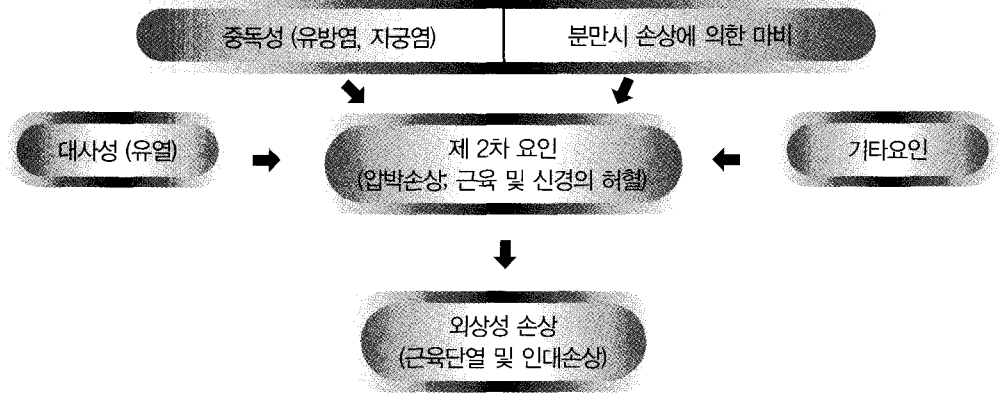 중독성 (유방염, 자궁염)
분만시 손상에 의한 마비
대사성 (유열)
제 2차 요인
(압박손상; 근육 및 신경의 허혈)
기타요인
외상성 손상
(근육단열 및 인대손상)